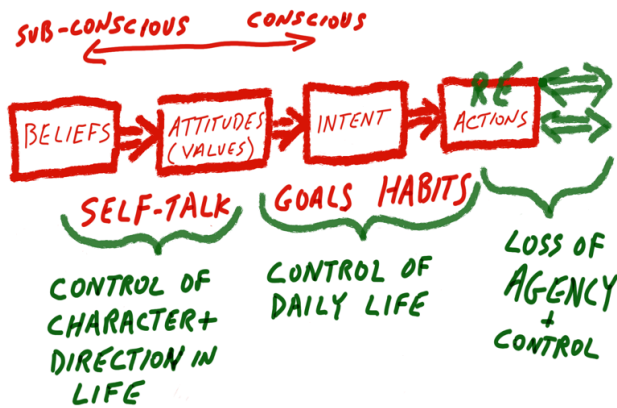 SUB-CONSCIOUS CONSCIOUS
BELIEFS
ATTITUDES
(VALUES)
INTENT
RE
ACTIONS
SELF-TALK
GOALS HABITS
CONTROL OF
CHARACTER+
DIRECTION IN
LIFE
CONTROL OF
DAILY LIFE
LOSS OF
AGENCY
+
CONTROL